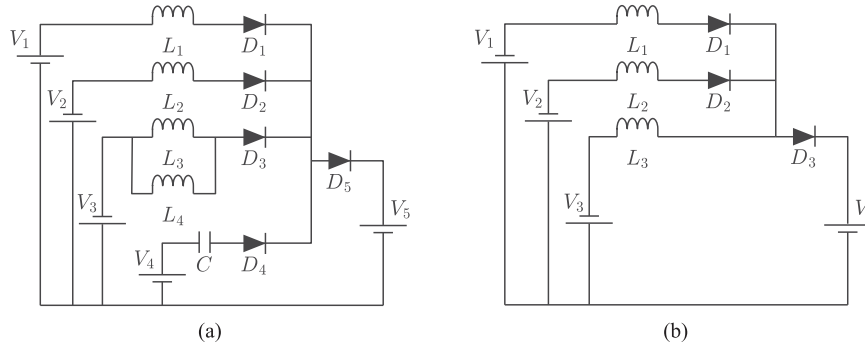 V₁
L₁
D₁
V₂
L₂
D₂
V₃
L₃
D₃
L₄
D₅
V₅
V₄
C
D₄
(a)
V₁
L₁
D₁
V₂
L₂
D₂
V₃
L₃
D₃
V
(b)